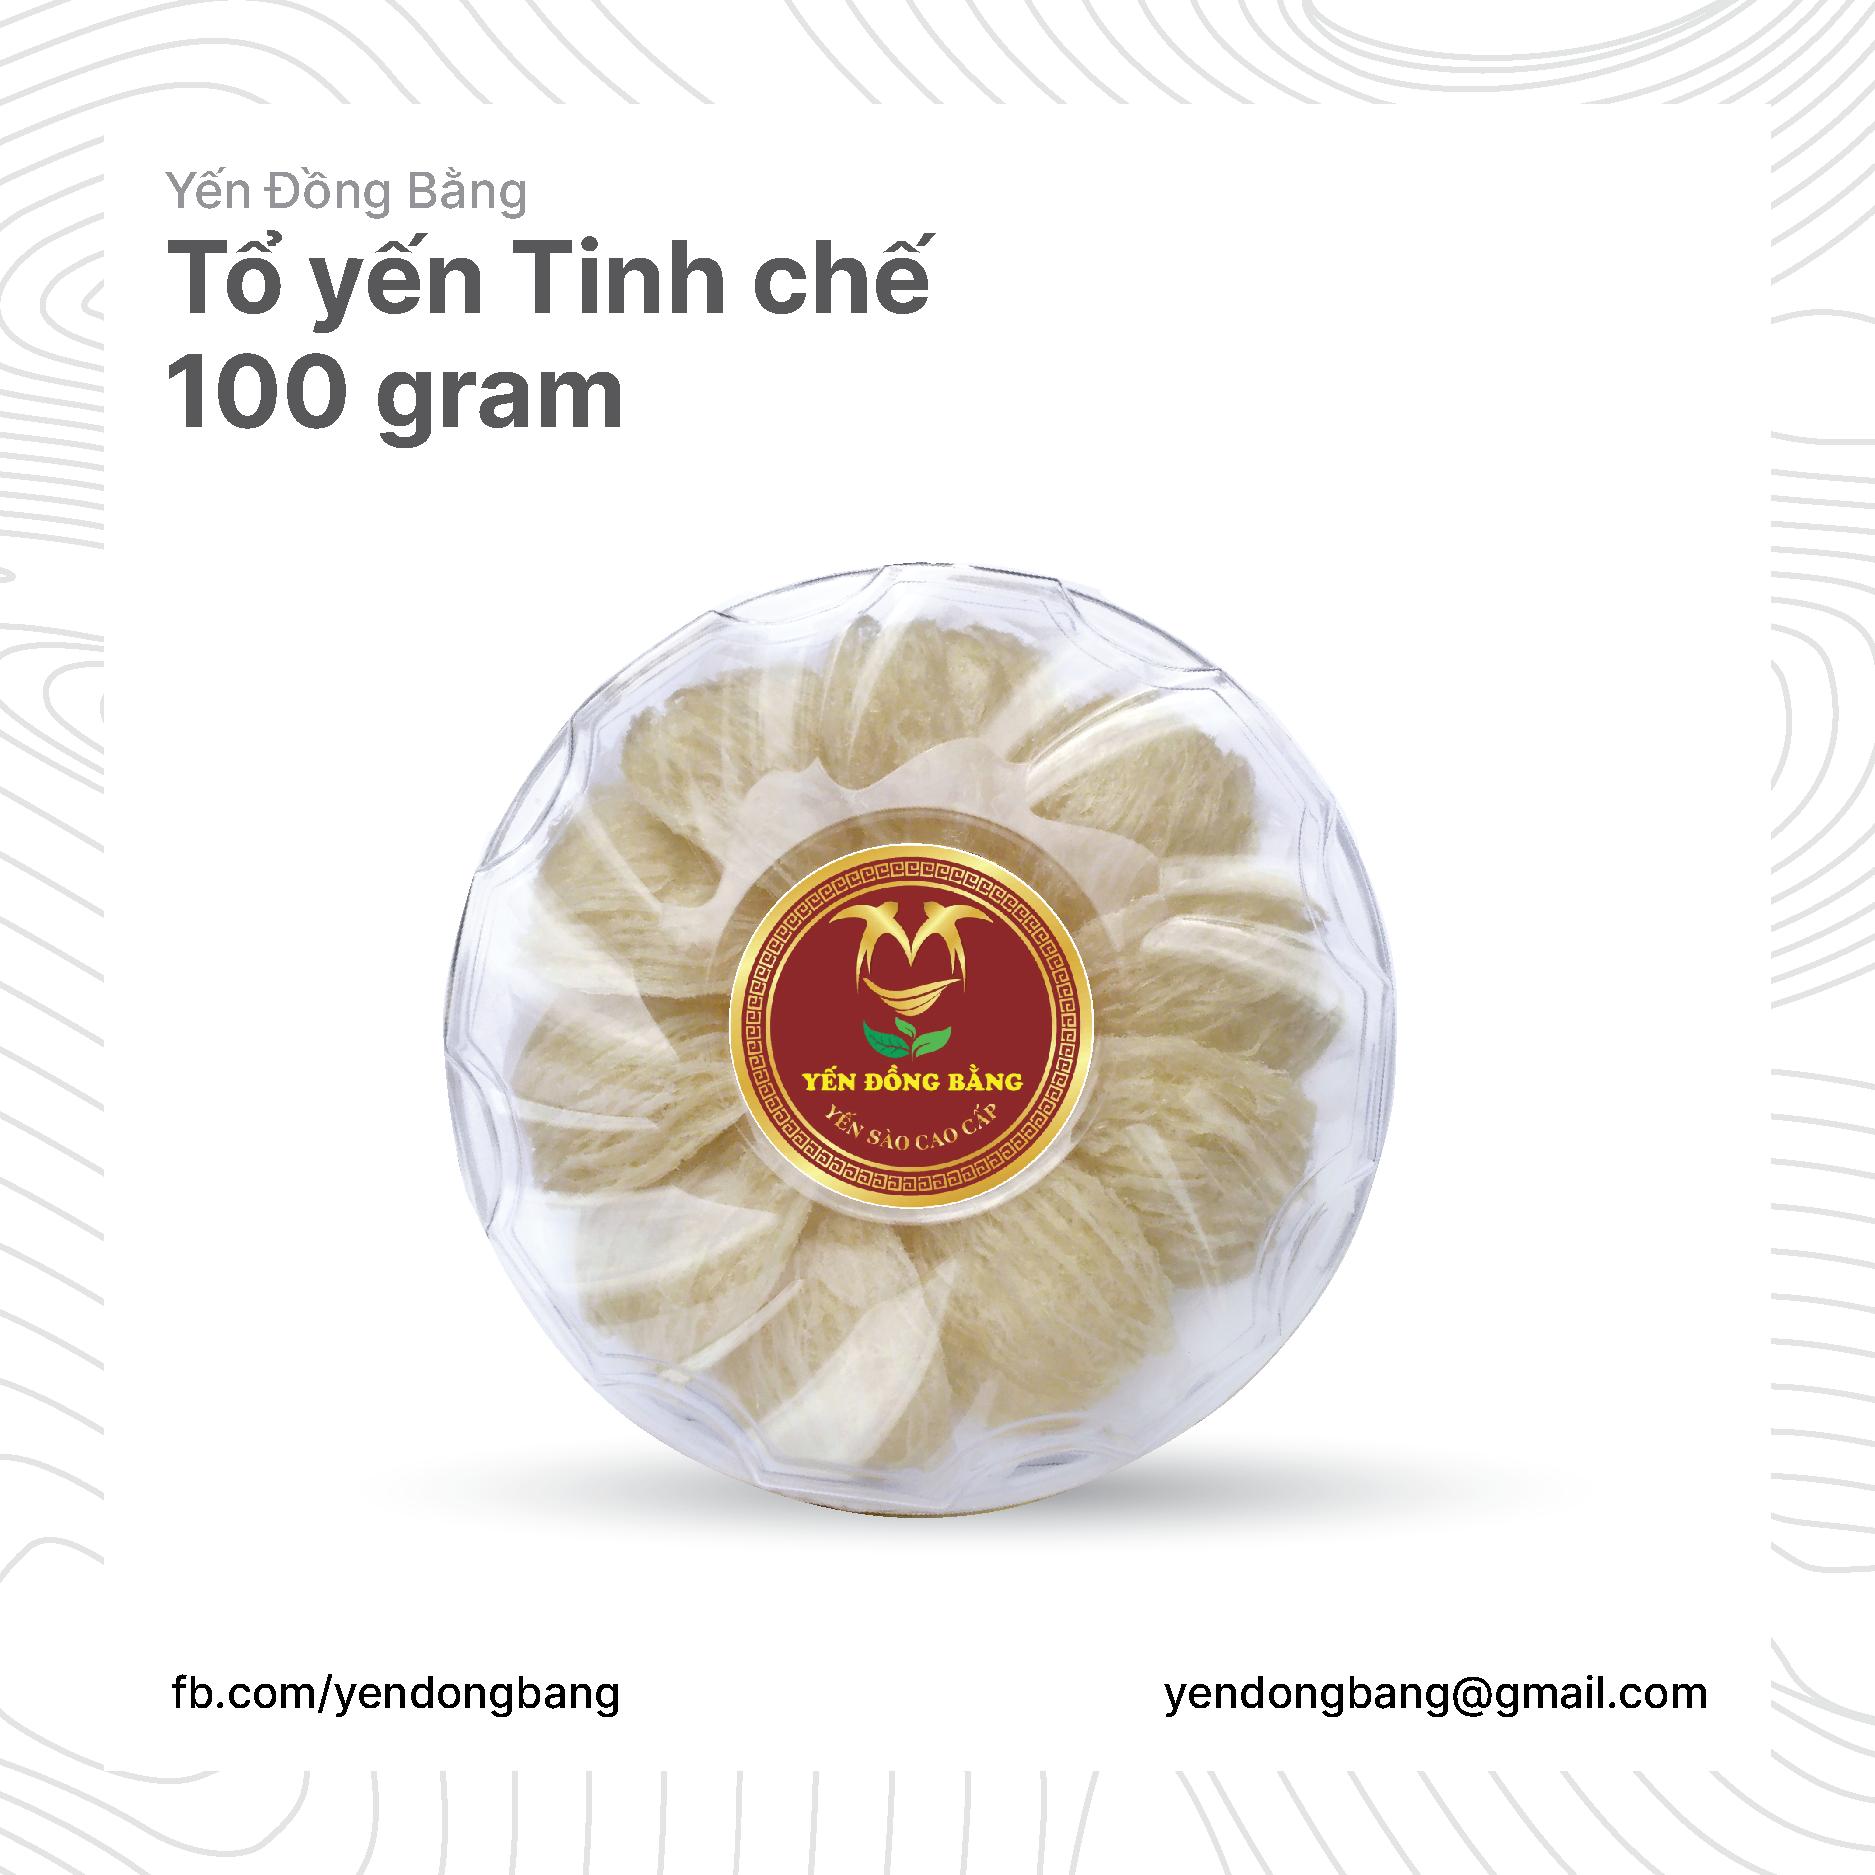 Yến Đồng Bằng
Tổ yến Tinh chế
100 gram
YẾN ĐỒNG BẰNG
YẾN SÀO CAO CẤP
fb.com/yendongbang
yendongbang@gmail.com